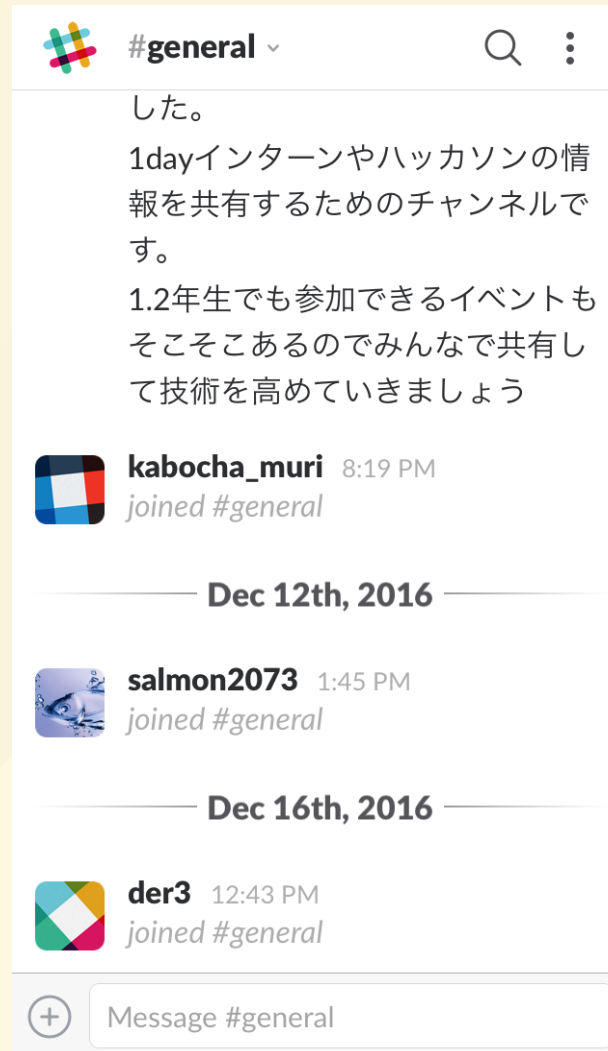 #general
した。
1dayインターンやハッカソンの情
報を共有するためのチャンネルで
す。
1.2年生でも参加できるイベントも
そこそこあるのでみんなで共有し
て技術を高めていきましょう
kabocha_muri 8:19 PM
joined #general
Dec 12th, 2016
salmon2073 1:45 PM
joined #general
Dec 16th, 2016
der3 12:43 PM
joined #general
Message #general